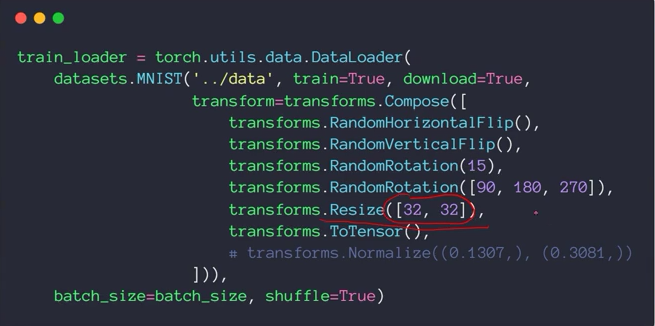 train_loader = torch.utils.data.DataLoader(
    datasets.MNIST('../data', train=True, download=True,
                   transform=transforms.Compose([
                       transforms.RandomHorizontalFlip(),
                       transforms.RandomVerticalFlip(),
                       transforms.RandomRotation(15),
                       transforms.RandomRotation([90, 180, 270]),
                       transforms.Resize([32, 32]),
                       transforms.ToTensor(),
                       # transforms.Normalize((0.1307,), (0.3081,))
                   ])),
    batch_size=batch_size, shuffle=True)